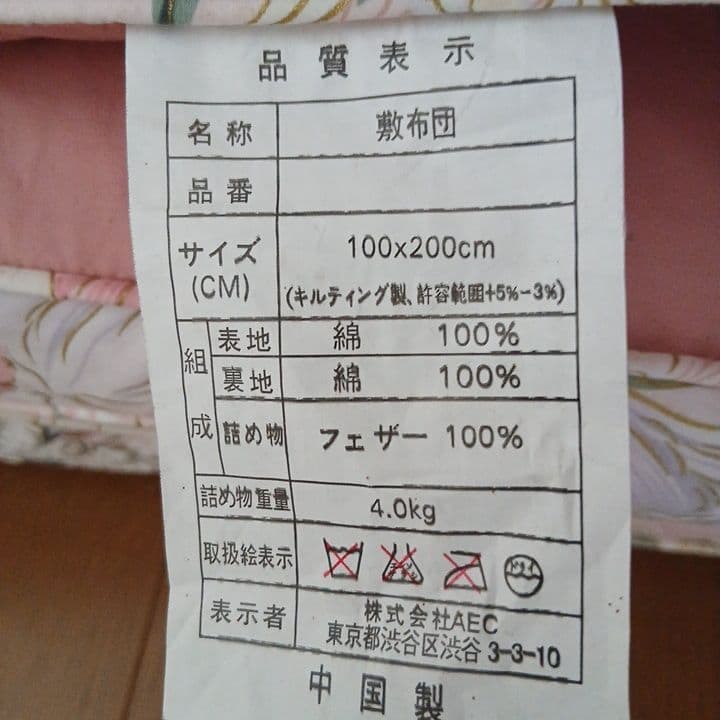 品質表示
名称 敷布団
品番
サイズ(CM) 100x200cm
(キルティング製、許容範囲+5%-3%)
組成 表地 綿 100%
裏地 綿 100%
詰め物 フェザー 100%
詰め物重量 4.0kg
取扱絵表示 ドライ
表示者 株式会社AEC
東京都渋谷区渋谷 3-3-10
中国製